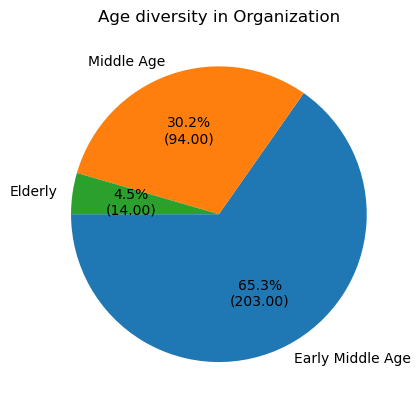 Age diversity in Organization
Middle Age
30.2%
(94.00)
Elderly
4.5%
(14.00)
65.3%
(203.00)
Early Middle Age